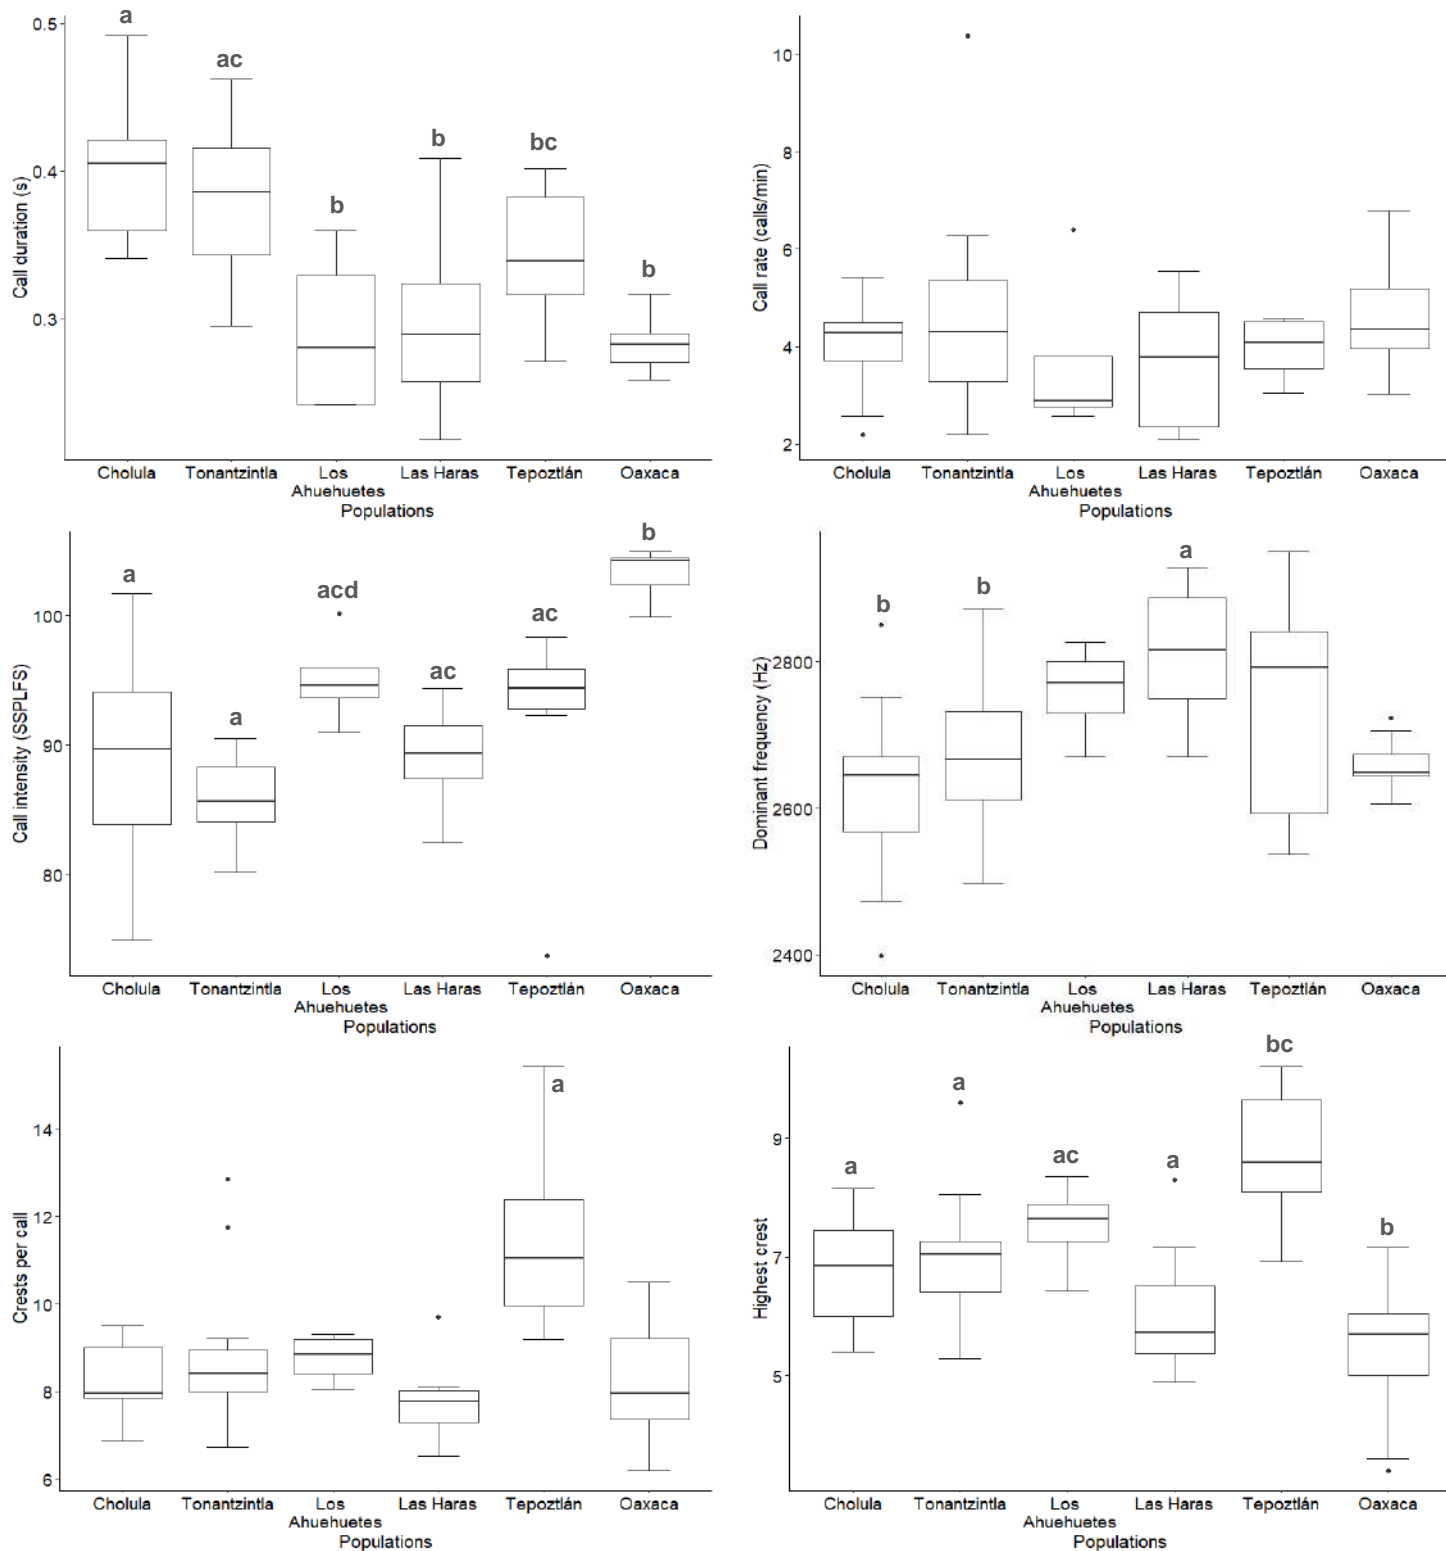 a
ac
b
b
bc
b
Call duration (s)
0.5
0.4
0.3
Cholula Tonantzintla Los Ahuehuetes Las Haras Tepoztlán Oaxaca
Populations
Call rate (calls/min)
10
8
6
4
2
Cholula Tonantzintla Los Ahuehuetes Las Haras Tepoztlán Oaxaca
Populations
a
a
acd
ac
ac
b
Call intensity (SSPLFS)
100
90
80
Cholula Tonantzintla Los Ahuehuetes Las Haras Tepoztlán Oaxaca
Populations
b
b
a
Dominant frequency (Hz)
2800
2600
2400
Cholula Tonantzintla Los Ahuehuetes Las Haras Tepoztlán Oaxaca
Populations
a
Crests per call
14
12
10
8
6
Cholula Tonantzintla Los Ahuehuetes Las Haras Tepoztlán Oaxaca
Populations
a
a
ac
a
bc
b
Highest crest
9
7
5
Cholula Tonantzintla Los Ahuehuetes Las Haras Tepoztlán Oaxaca
Populations